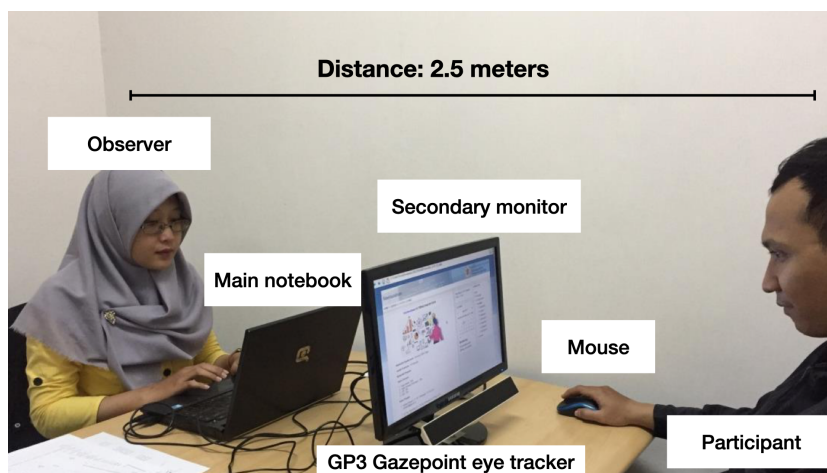 Distance: 2.5 meters
Observer
Secondary monitor
Main notebook
Mouse
Participant
GP3 Gazepoint eye tracker